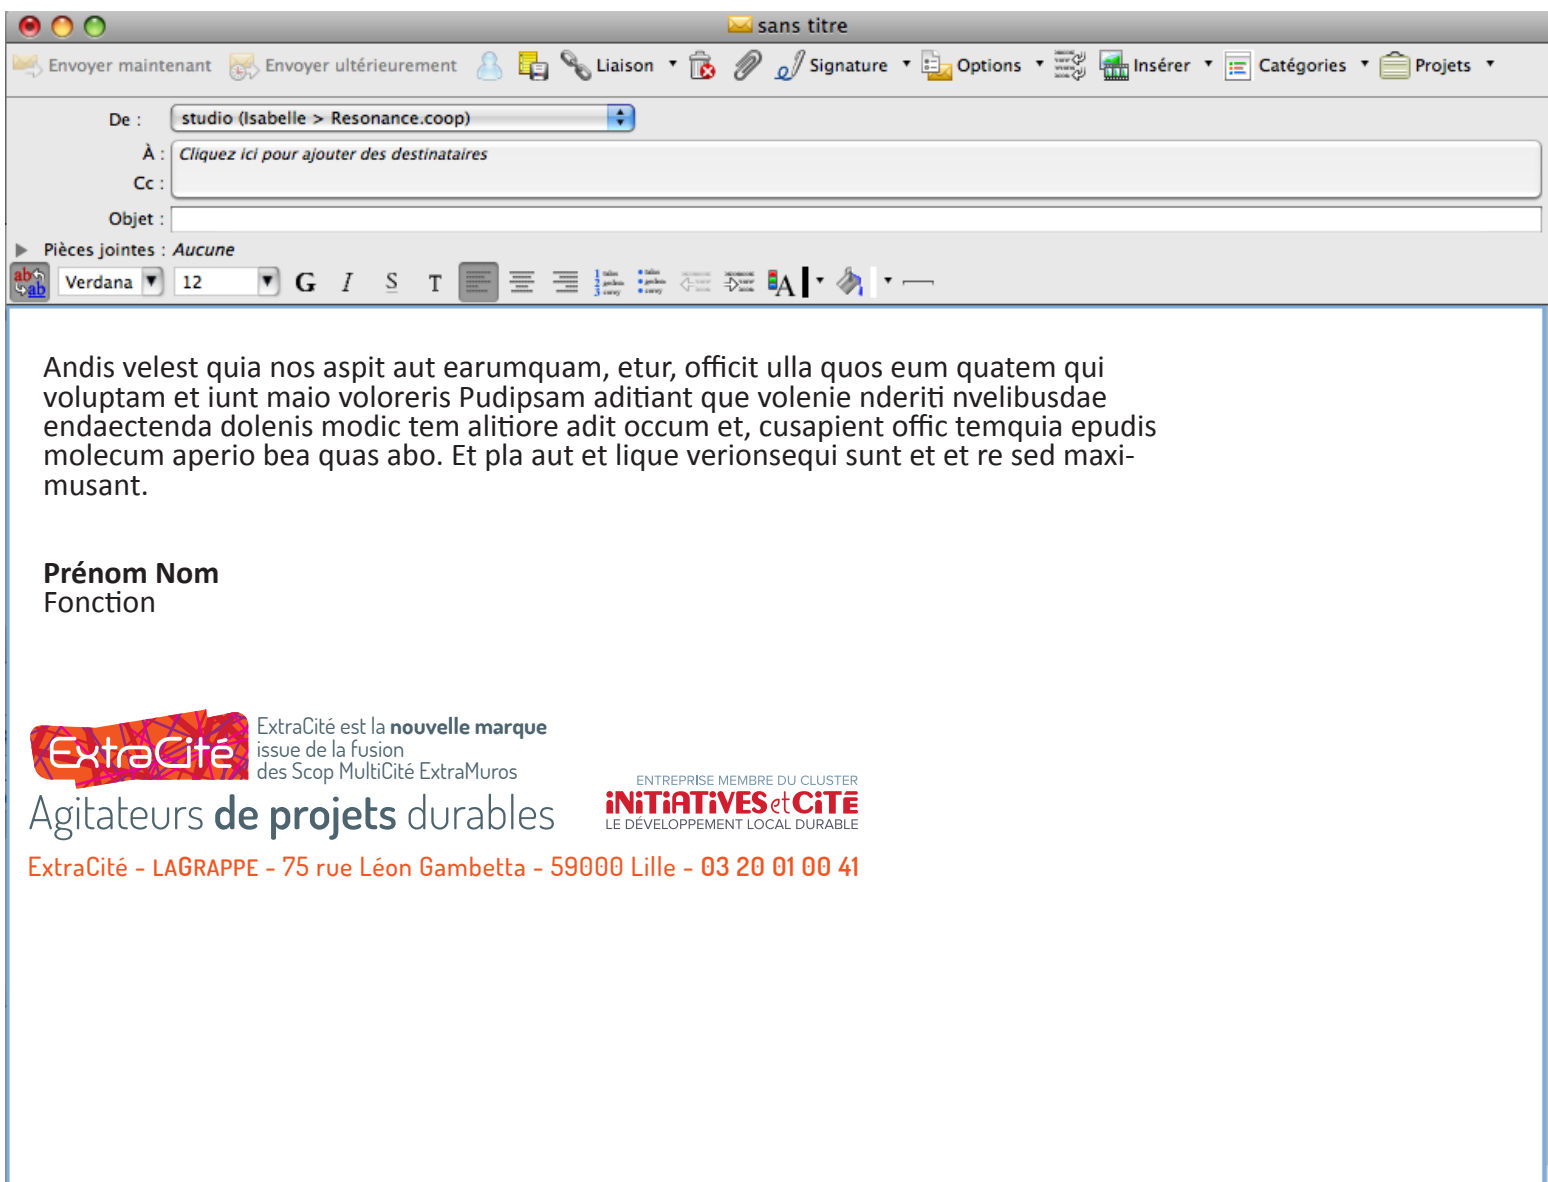 sans titre
Envoyer maintenant Envoyer ultérieurement Liaison Signature Options Insérer Catégories Projets
De : studio (Isabelle > Resonance.coop)
À : Cliquez ici pour ajouter des destinataires
Cc :
Objet :
Pièces jointes : Aucune
Verdana 12 G I S T
Andis velest quia nos aspit aut earumquam, etur, officit ulla quos eum quatem qui
voluptam et iunt maio voloreris Pudipsam aditiant que volenie nderiti nvelibusdae
endaectenda dolenis modic tem alitiore adit occum et, cusapient offic temquia epudis
molecum aperio bea quas abo. Et pla aut et lique verionsequi sunt et et re sed maxi-
musant.
Prénom Nom
Fonction
ExtraCité
ExtraCité est la nouvelle marque
issue de la fusion
des Scop MultiCité ExtraMuros
Agitateurs de projets durables
ENTREPRISE MEMBRE DU CLUSTER
iNiTiATiVES et CiTÉ
LE DÉVELOPPEMENT LOCAL DURABLE
ExtraCité - LAGRAPPE - 75 rue Léon Gambetta - 59000 Lille - 03 20 01 00 41